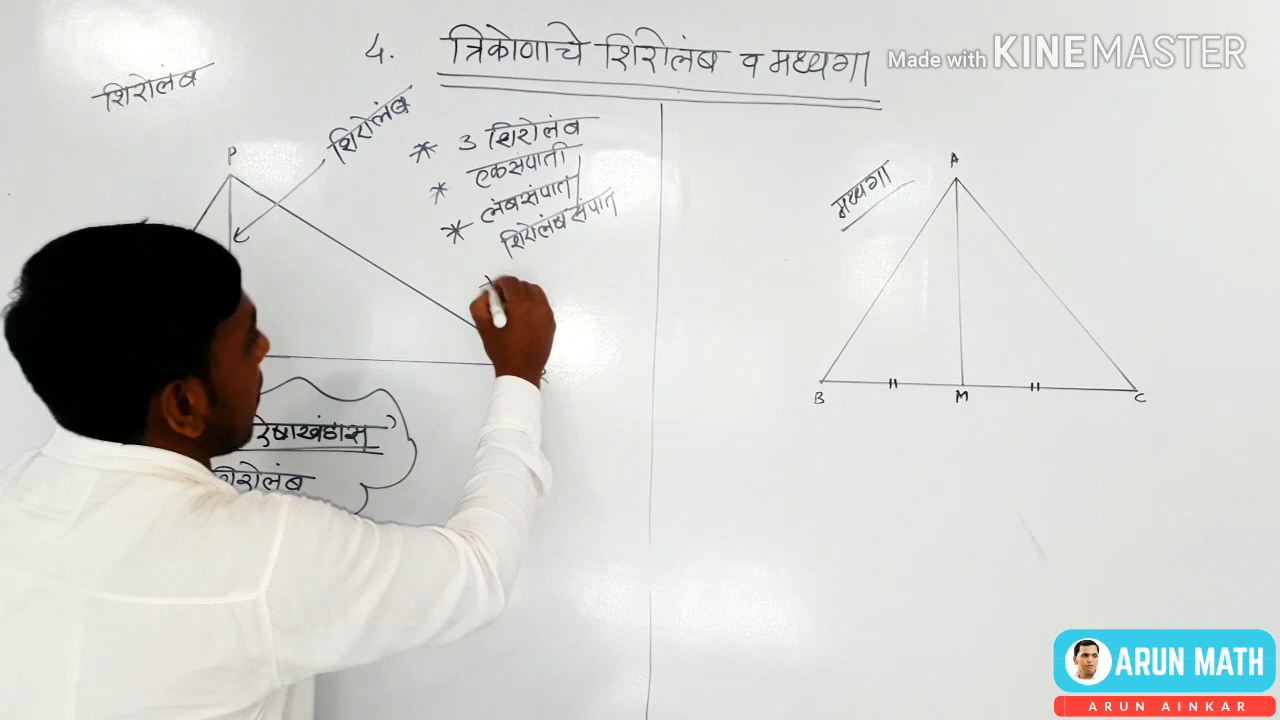 4. त्रिकोणाचे शिरोलंब व मध्यगा
Made with KINEMASTER
शिरोलंब
शिरोलंब
P
* 3 शिरोलंब
* एकसंपाती
* लंबसंपात/
शिरोलंबसंपात
रेषाखंडास
शिरोलंब
मध्यगा
A
B
M
C
ARUN MATH
ARUN AINKAR